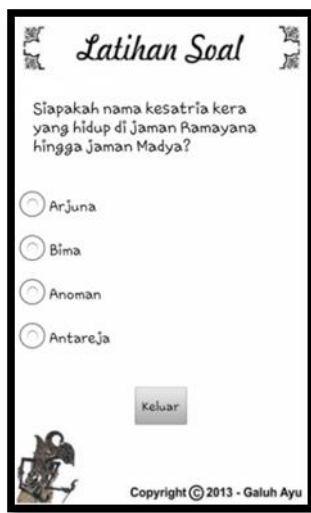 Latihan Soal
Siapakah nama kesatria kera
yang hidup di jaman Ramayana
hingga jaman Madya?
Arjuna
Bima
Anoman
Antareja
Keluar
Copyright © 2013 - Galuh Ayu